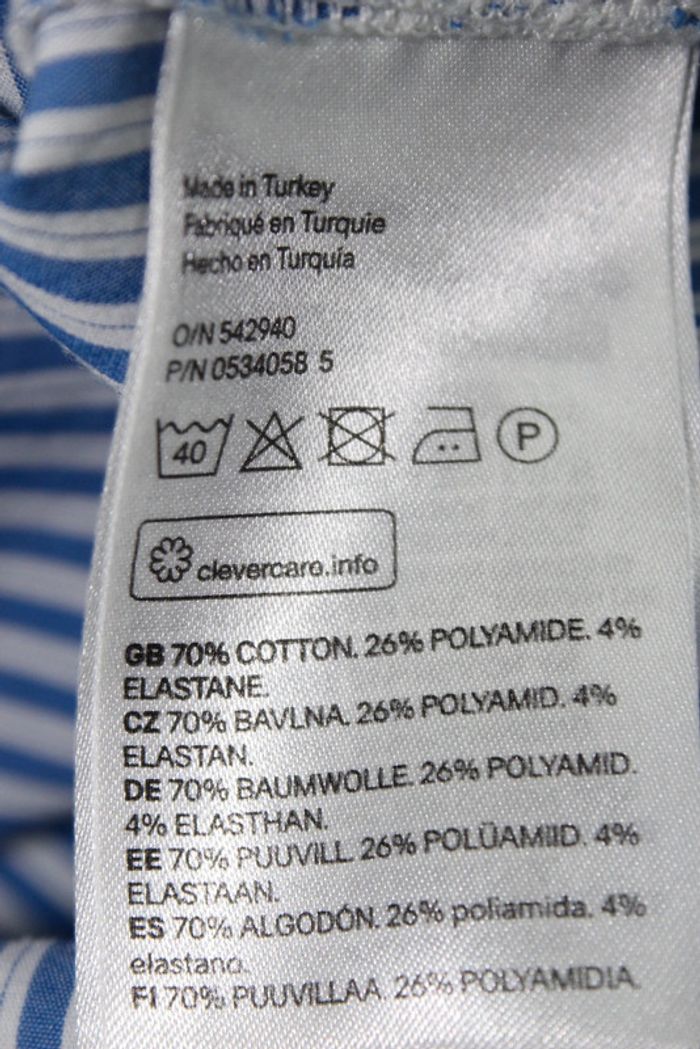 Made in Turkey
Fabriqué en Turquie
Hecho en Turquía
O/N 542940
P/N 0534058 5
40
P
clevercare.info
GB 70% COTTON. 26% POLYAMIDE. 4%
ELASTANE.
CZ 70% BAVLNA. 26% POLYAMID. 4%
ELASTAN.
DE 70% BAUMWOLLE. 26% POLYAMID.
4% ELASTHAN.
EE 70% PUUVILL. 26% POLÜAMIID. 4%
ELASTAAN.
ES 70% ALGODÓN. 26% poliamida. 4%
elastano.
FI 70% PUUVILLAA. 26% POLYAMIDIA.